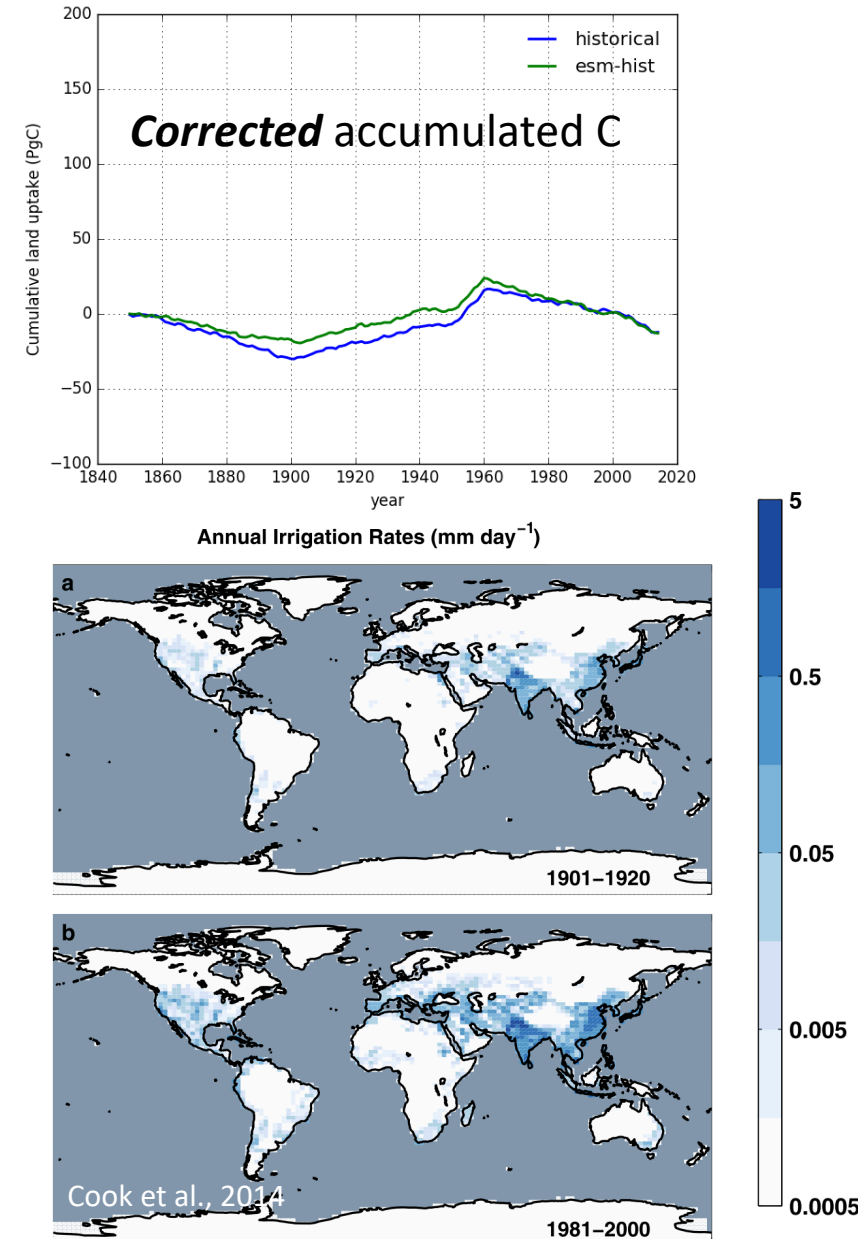 200
historical
esm-hist
150
Corrected accumulated C
100
50
0
−50
−100
Cumulative land uptake (PgC)
1840 1860 1880 1900 1920 1940 1960 1980 2000 2020
year
Annual Irrigation Rates (mm day⁻¹)
a
1901−1920
b
Cook et al., 2014
1981−2000
5
0.5
0.05
0.005
0.0005